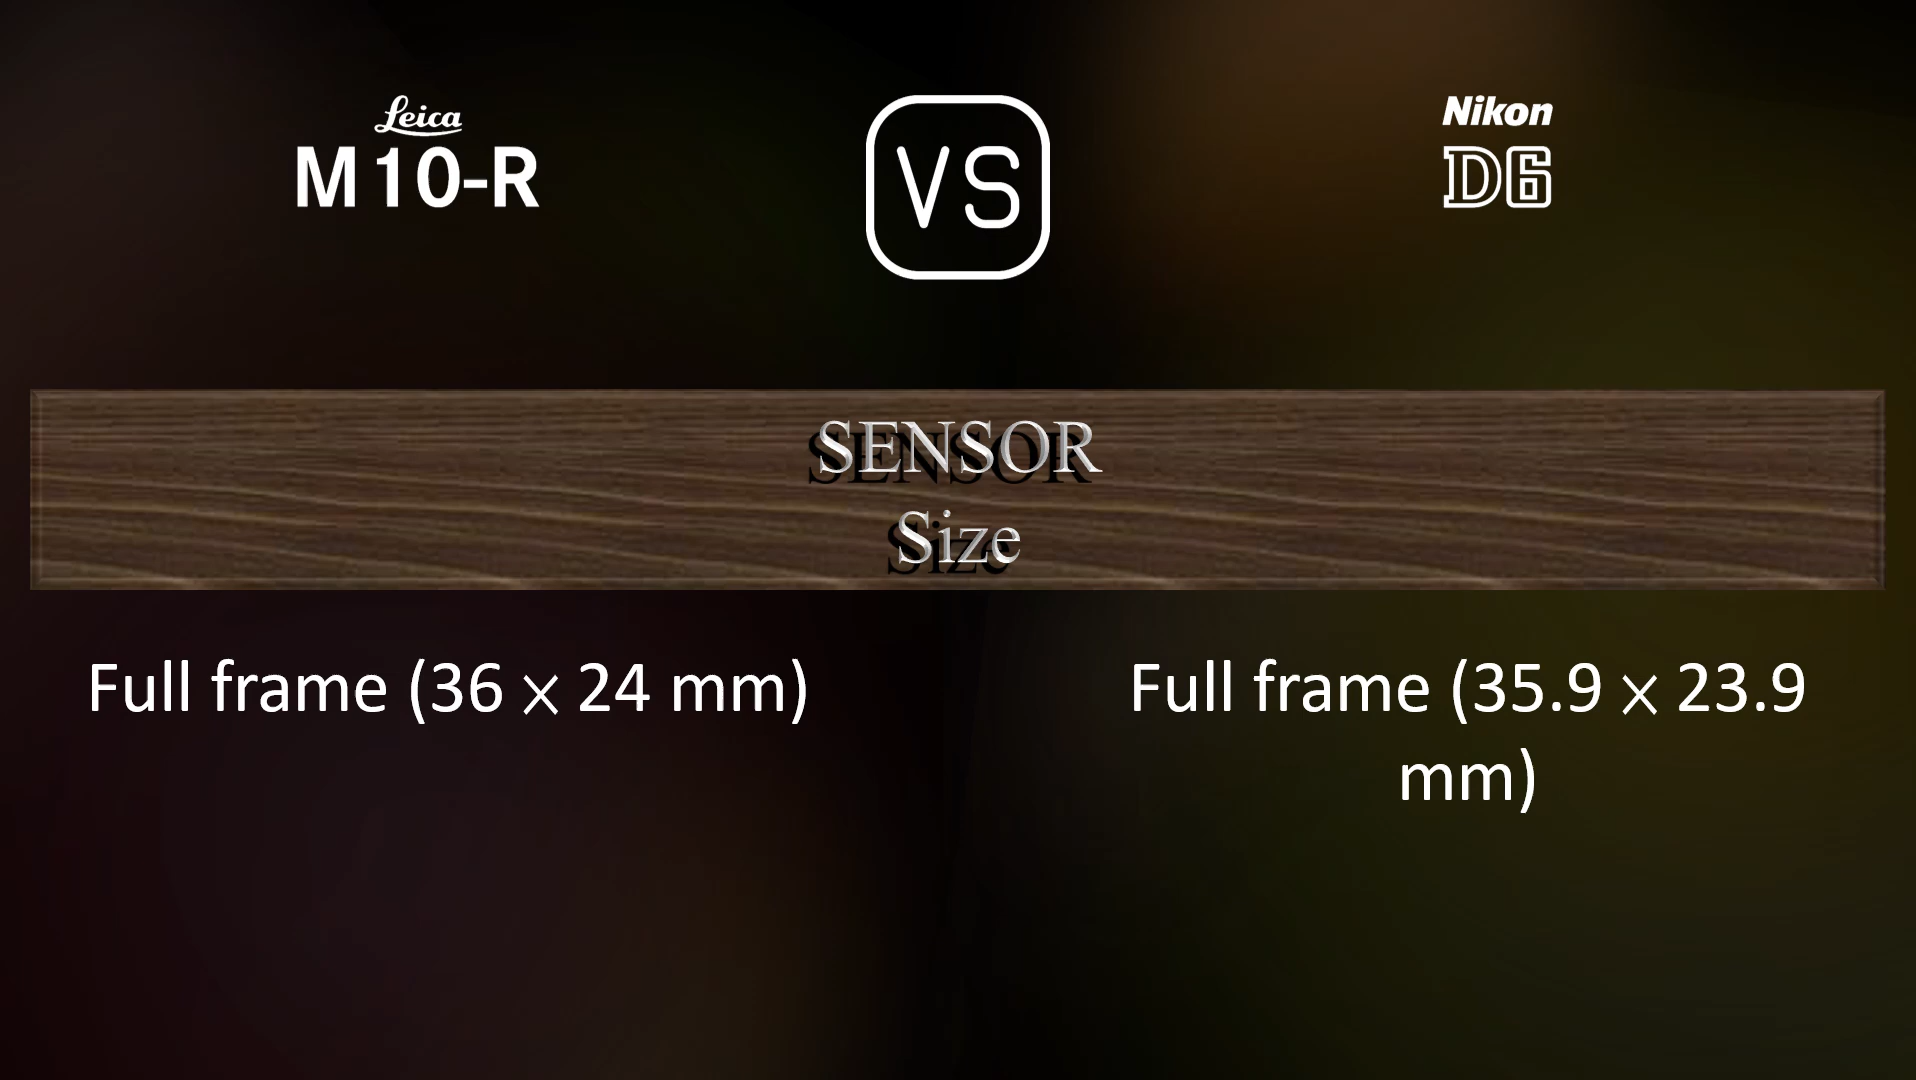 Leica
M10-R
VS
Nikon
D6
SENSOR
Size
Full frame (36 x 24 mm)
Full frame (35.9 x 23.9
mm)